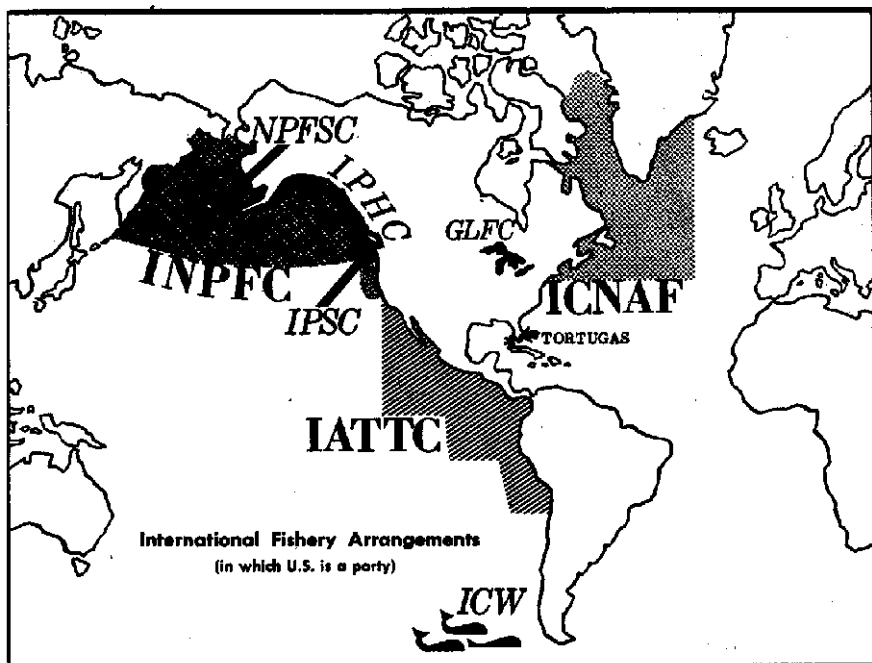 NPFSC
IPHC
GLFC
INPFC
ICNAF
IPSC
TORTUGAS
IATTC
International Fishery Arrangements
(in which U.S. is a party)
ICW